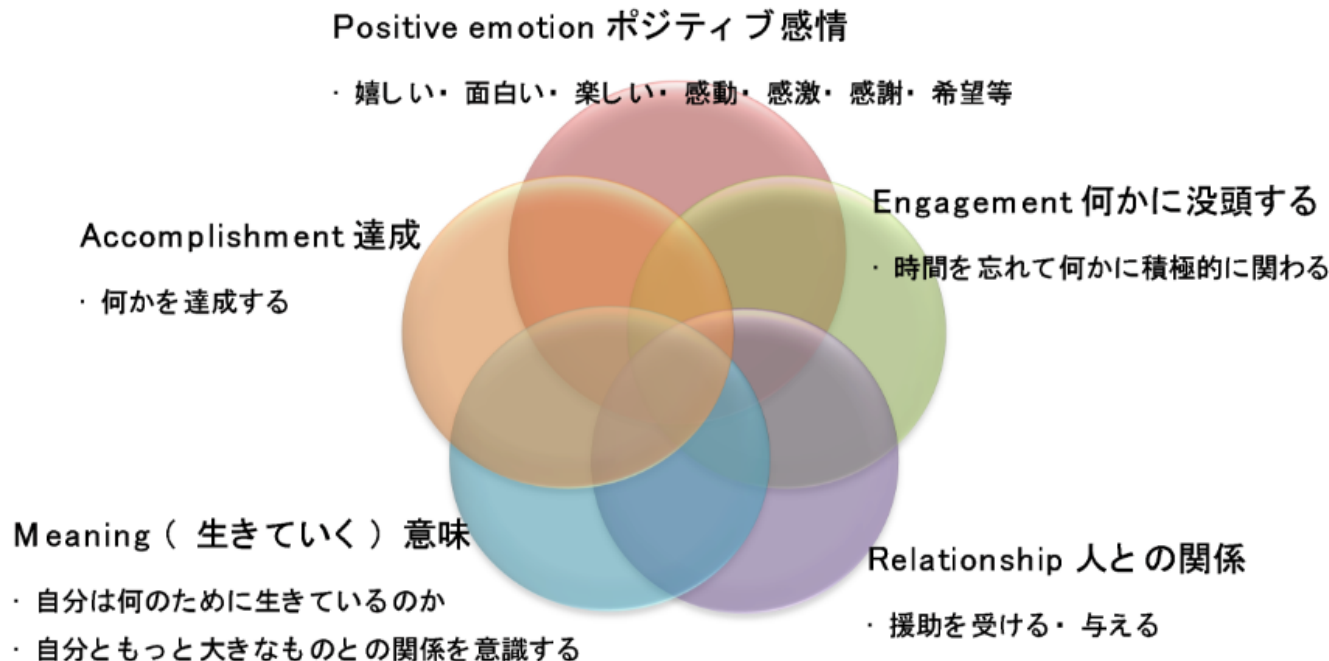 Positive emotion ポジティブ感情
・ 嬉しい・ 面白い・ 楽しい・ 感動・ 感激・ 感謝・ 希望等
Engagement 何かに没頭する
・ 時間を忘れて何かに積極的に関わる
Accomplishment 達成
・ 何かを達成する
Meaning ( 生きていく ) 意味
・ 自分は何のために生きているのか
・ 自分ともっと大きなものとの関係を意識する
Relationship 人との関係
・ 援助を受ける・ 与える